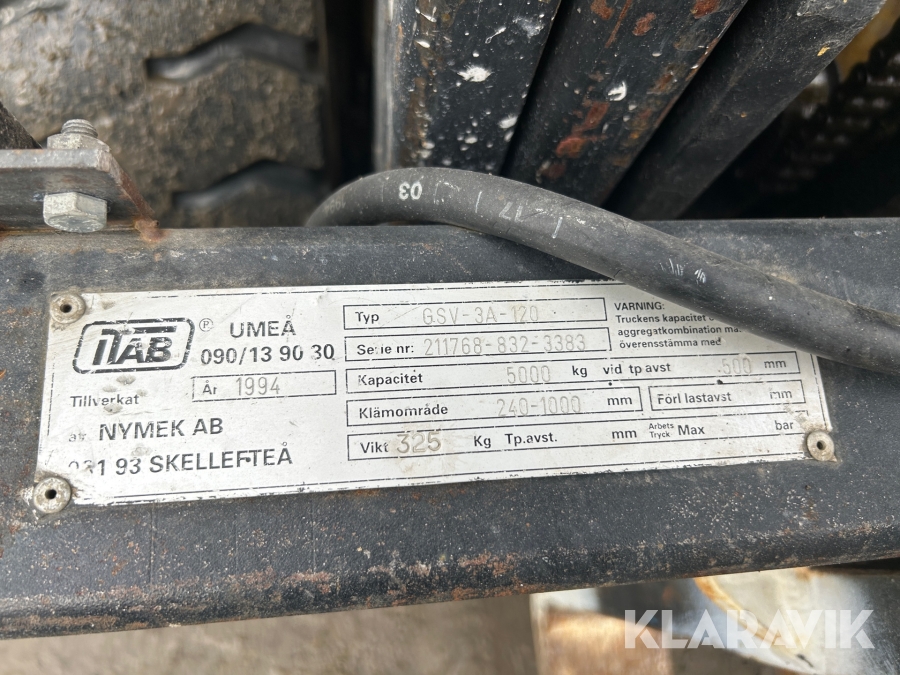 03 17
ITAB ® UMEÅ
090/13 90 30
Tillverkat År 1994
av NYMEK AB
931 93 SKELLEFTEÅ
Typ GSV-3A-120
Serie nr: 211768-832-3383
Kapacitet 5000 kg vid tp avst 500 mm
Klämområde 240-1000 mm Förl lastavst mm
Vikt 325 Kg Tp.avst. mm Arbets Tryck Max bar
VARNING:
Truckens kapacitet
aggregatkombination
överensstämma med
KLARAVIK